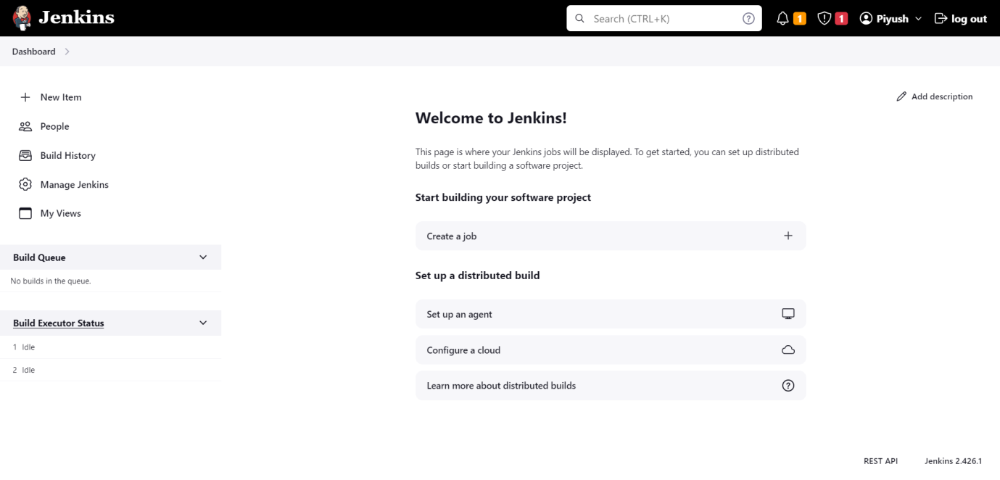 Jenkins
Search (CTRL+K)
1
1
Piyush
log out
Dashboard
New Item
People
Build History
Manage Jenkins
My Views
Build Queue
No builds in the queue.
Build Executor Status
1 Idle
2 Idle
Add description
Welcome to Jenkins!
This page is where your Jenkins jobs will be displayed. To get started, you can set up distributed
builds or start building a software project.
Start building your software project
Create a job
Set up a distributed build
Set up an agent
Configure a cloud
Learn more about distributed builds
REST API
Jenkins 2.426.1